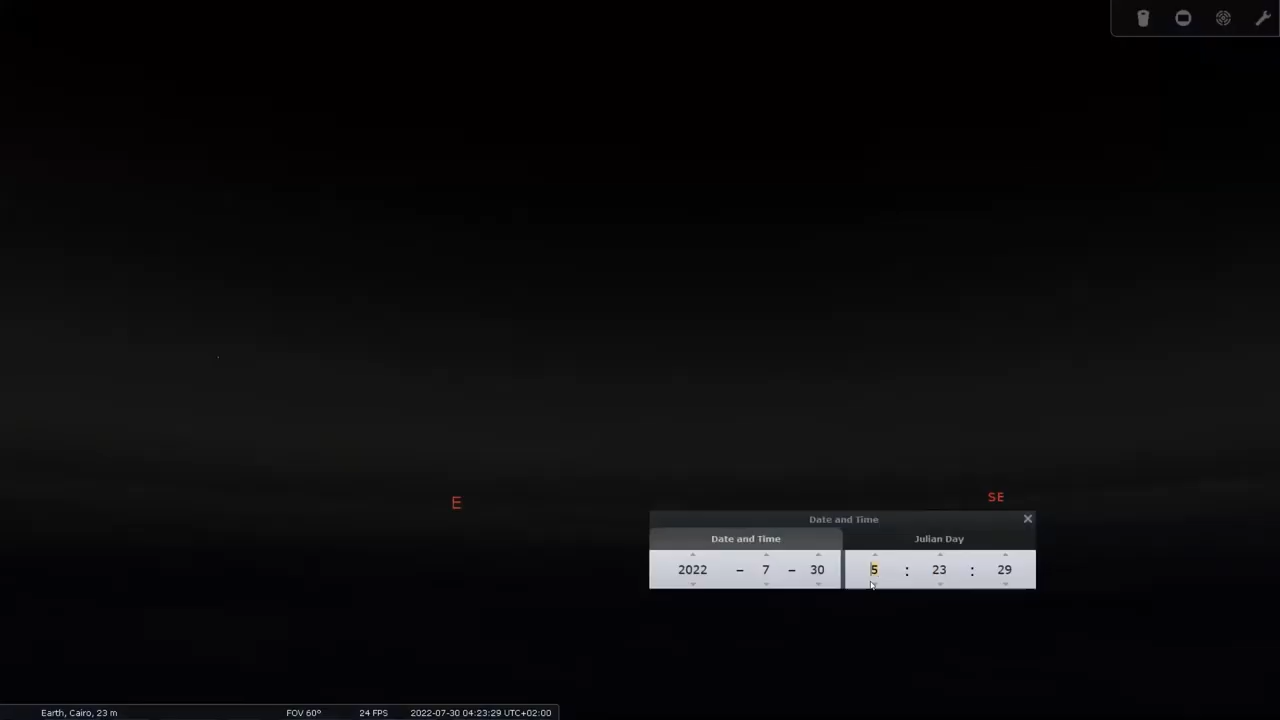 E
SE
Date and Time
Date and Time
Julian Day
2022 – 7 – 30
5 : 23 : 29
Earth, Cairo, 23 m
FOV 60°
24 FPS
2022-07-30 04:23:29 UTC+02:00